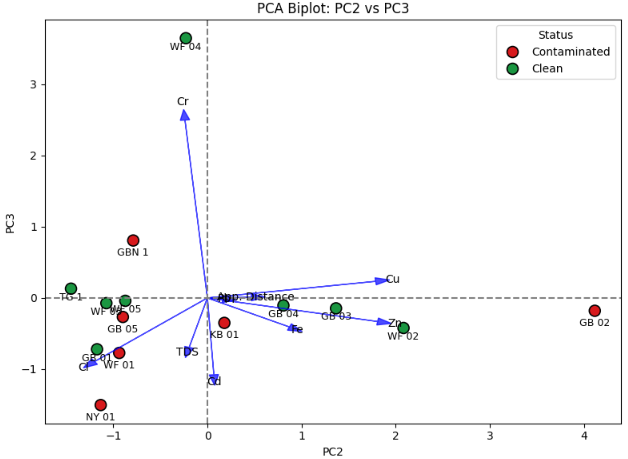 PCA Biplot: PC2 vs PC3
Status
Contaminated
Clean
WF 04
Cr
GBN 1
TG 1
WF 05
GB 05
App. Distance
Cu
GB 04
GB 03
Zn
WF 02
GB 02
KB 01
Fe
GB 01
Cl
WF 01
TDS
Cd
NY 01
3
2
1
0
−1
−1
0
1
2
3
4
PC3
PC2